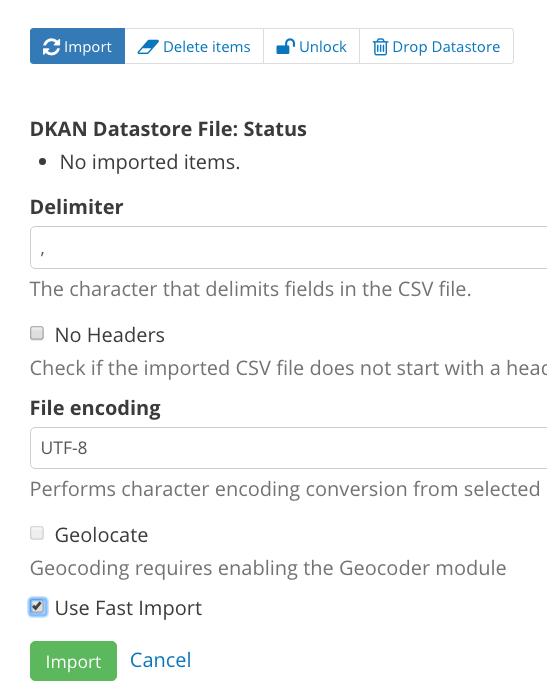 Import Delete items Unlock Drop Datastore
DKAN Datastore File: Status
No imported items.
Delimiter
,
The character that delimits fields in the CSV file.
No Headers
Check if the imported CSV file does not start with a
File encoding
UTF-8
Performs character encoding conversion from selected
Geolocate
Geocoding requires enabling the Geocoder module
Use Fast Import
Import Cancel